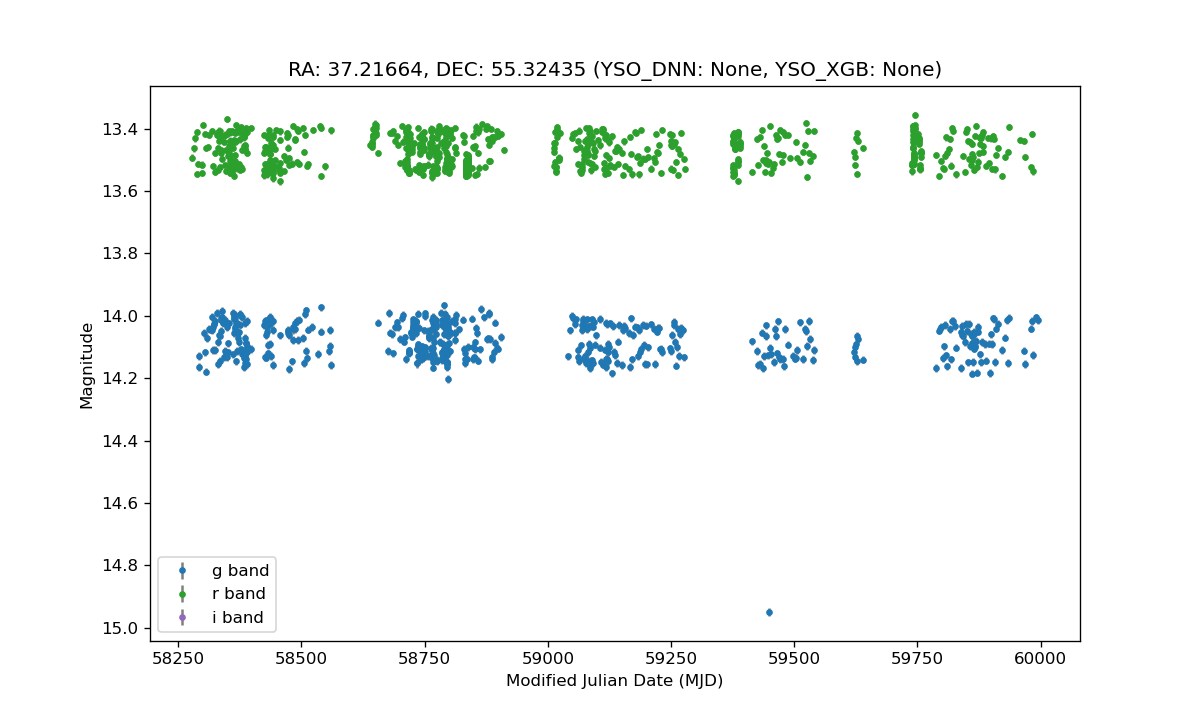 RA: 37.21664, DEC: 55.32435 (YSO_DNN: None, YSO_XGB: None)
13.4
13.6
13.8
14.0
14.2
14.4
14.6
14.8
15.0
Magnitude
g band
r band
i band
58250 58500 58750 59000 59250 59500 59750 60000
Modified Julian Date (MJD)